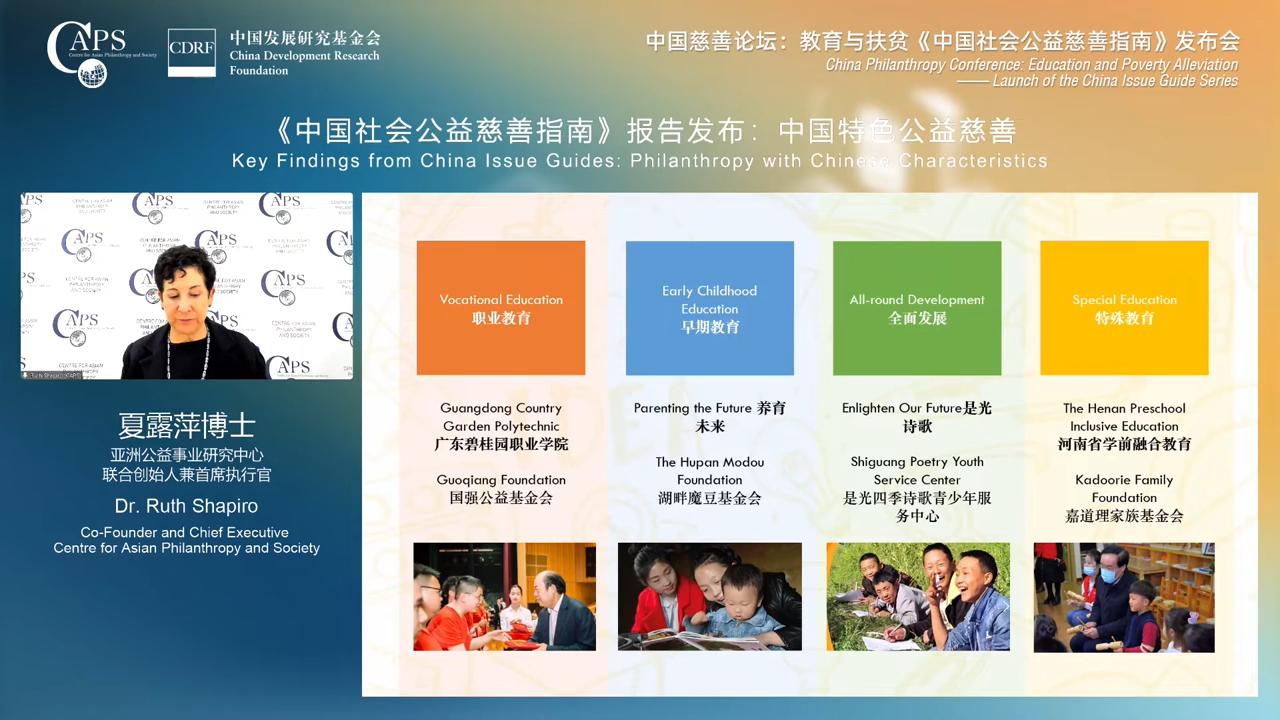 CAPS
Centre for Asian Philanthropy and Society
CDRF
中国发展研究基金会
China Development Research
Foundation
中国慈善论坛：教育与扶贫《中国社会公益慈善指南》发布会
China Philanthropy Conference: Education and Poverty Alleviation
—— Launch of the China Issue Guide Series
《中国社会公益慈善指南》报告发布：中国特色公益慈善
Key Findings from China Issue Guides: Philanthropy with Chinese Characteristics
夏露萍博士
亚洲公益事业研究中心
联合创始人兼首席执行官
Dr. Ruth Shapiro
Co-Founder and Chief Executive
Centre for Asian Philanthropy and Society
Vocational Education
职业教育
Guangdong Country
Garden Polytechnic
广东碧桂园职业学院
Guoqiang Foundation
国强公益基金会
Early Childhood
Education
早期教育
Parenting the Future 养育
未来
The Hupan Modou
Foundation
湖畔魔豆基金会
All-round Development
全面发展
Enlighten Our Future是光
诗歌
Shiguang Poetry Youth
Service Center
是光四季诗歌青少年服
务中心
Special Education
特殊教育
The Henan Preschool
Inclusive Education
河南省学前融合教育
Kadoorie Family
Foundation
嘉道理家族基金会